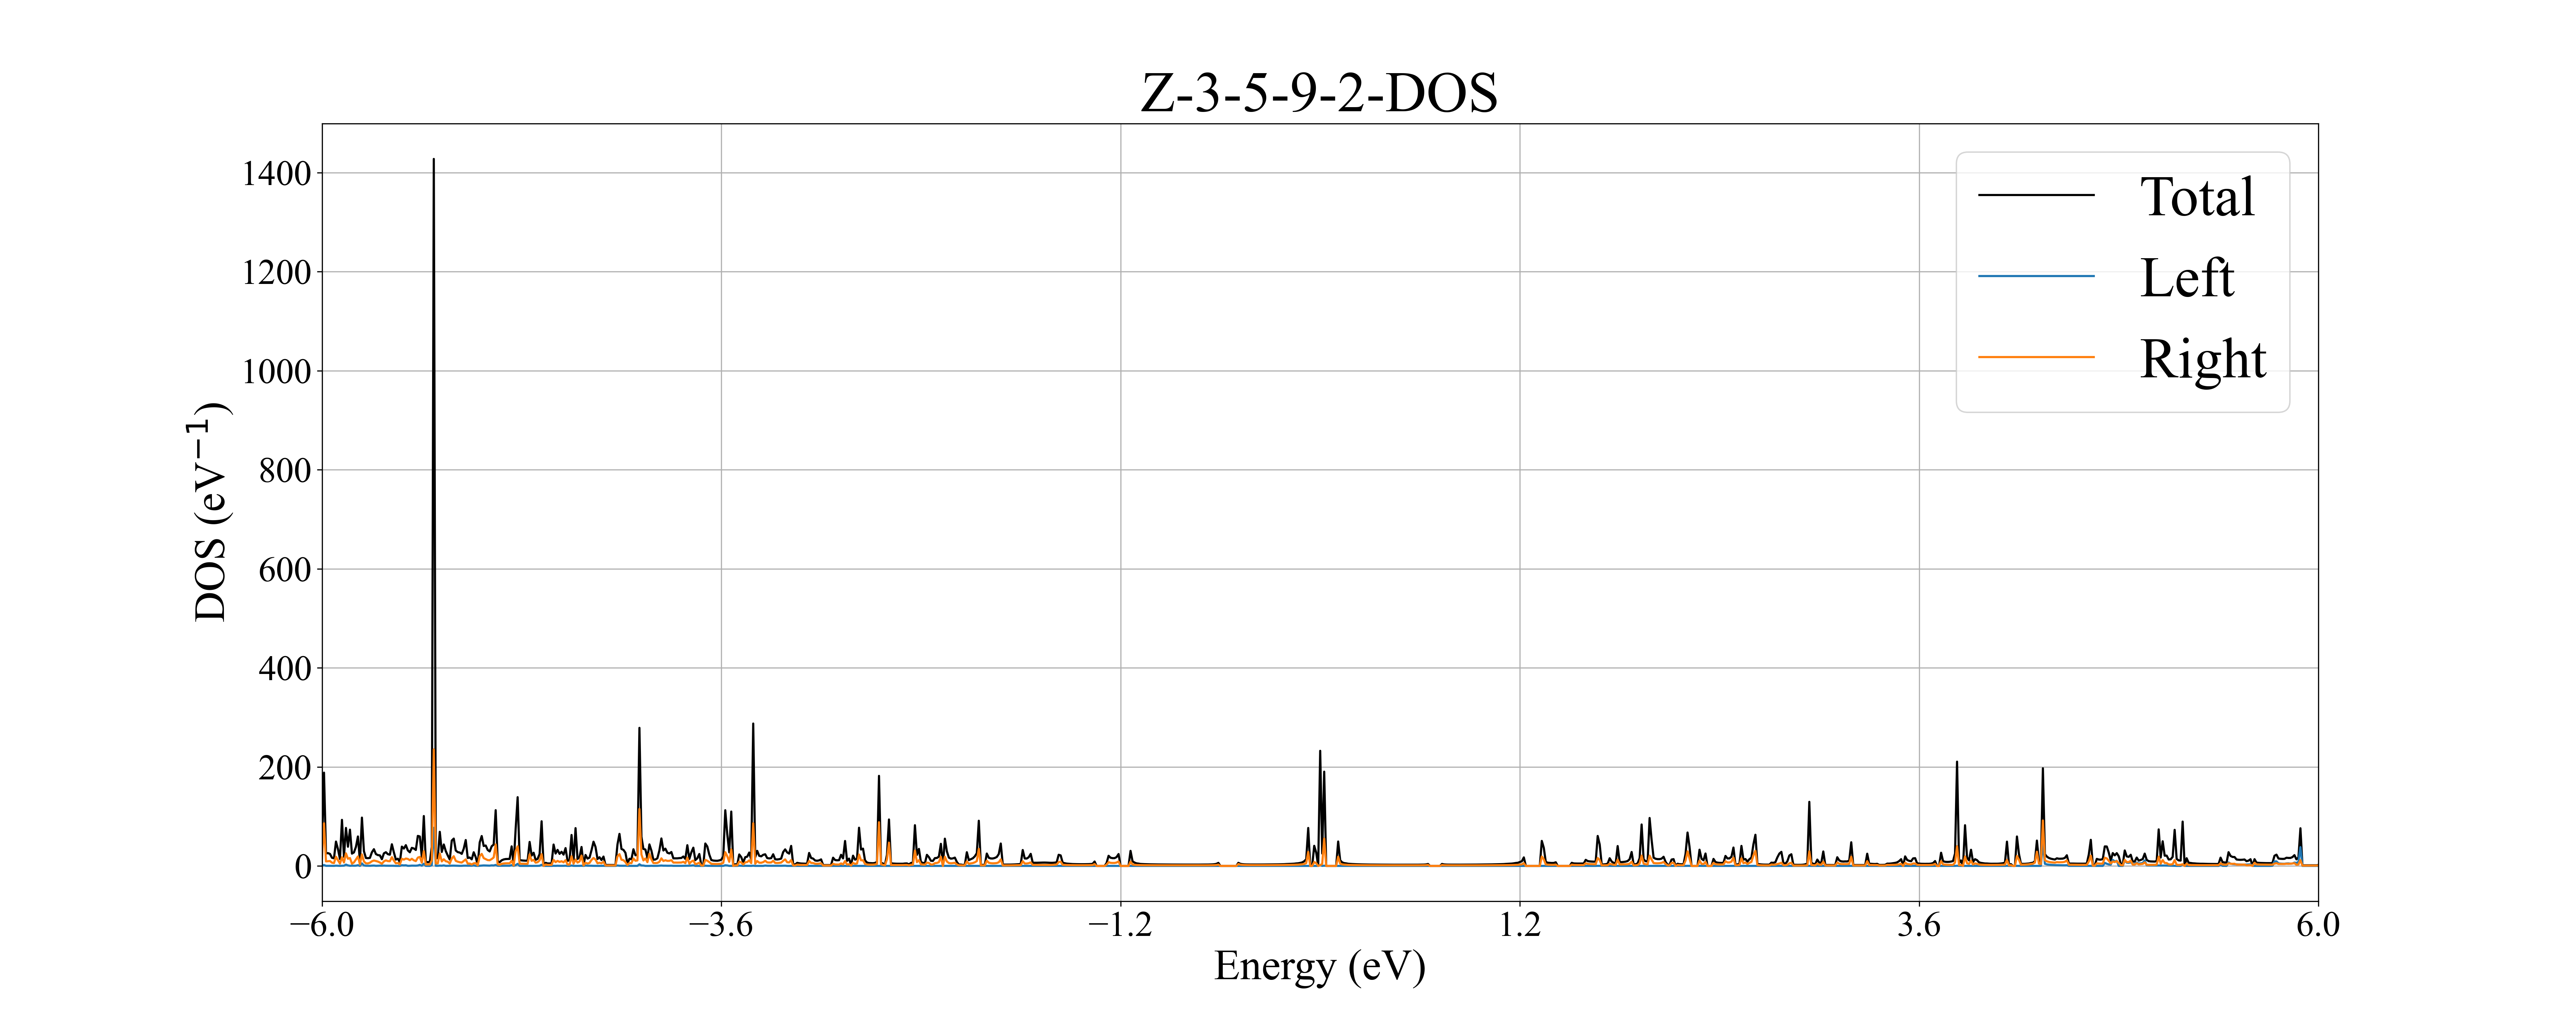 Z-3-5-9-2-DOS
1400
1200
1000
800
600
400
200
0
DOS (eV⁻¹)
Total
Left
Right
−6.0 −3.6 −1.2 1.2 3.6 6.0
Energy (eV)